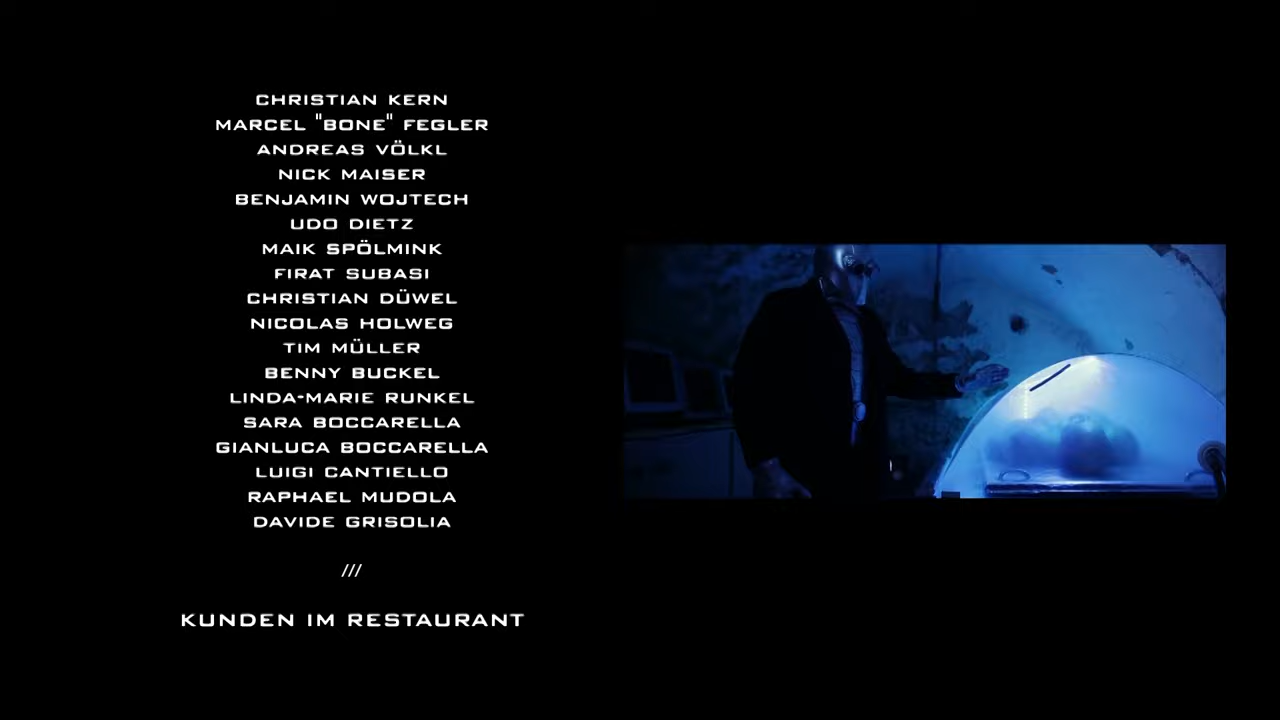 CHRISTIAN KERN
MARCEL "BONE" FEGLER
ANDREAS VÖLKL
NICK MAISER
BENJAMIN WOJTECH
UDO DIETZ
MAIK SPÖLMINK
FIRAT SUBASI
CHRISTIAN DÜWEL
NICOLAS HOLWEG
TIM MÜLLER
BENNY BUCKEL
LINDA-MARIE RUNKEL
SARA BOCCARELLA
GIANLUCA BOCCARELLA
LUIGI CANTIELLO
RAPHAEL MUDOLA
DAVIDE GRISOLIA
///
KUNDEN IM RESTAURANT